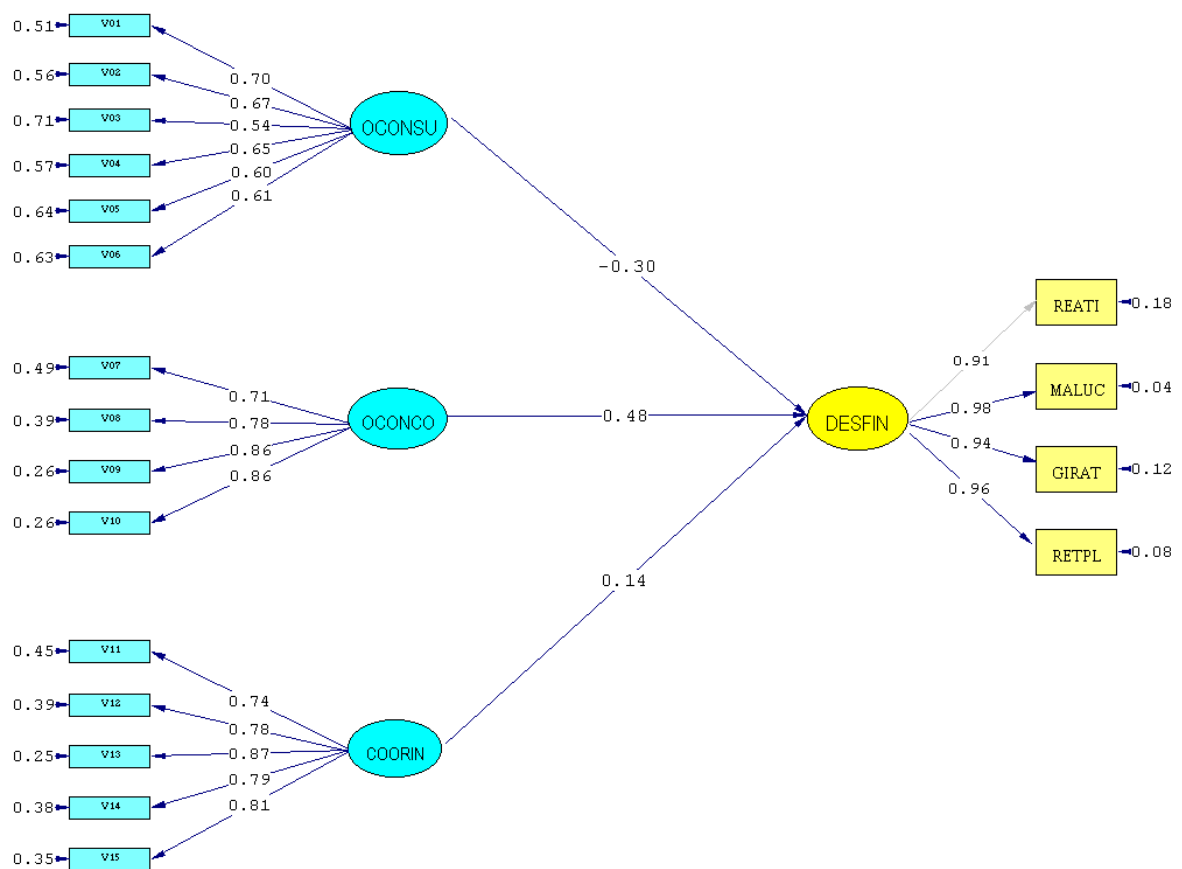 0.51 V01
0.70
0.56 V02
0.67
0.71 V03
0.54
OCONSU
0.57 V04
0.65
0.60
0.64 V05
0.61
0.63 V06
-0.30
REATI 0.18
0.91
0.49 V07
0.71
MALUC 0.04
0.98
0.39 V08
0.78
OCONCO
0.48
DESFIN
0.94
0.86
0.26 V09
0.86
GIRAT 0.12
0.96
0.26 V10
RETPL 0.08
0.14
0.45 V11
0.74
0.39 V12
0.78
0.25 V13
0.87
COORIN
0.79
0.38 V14
0.81
0.35 V15